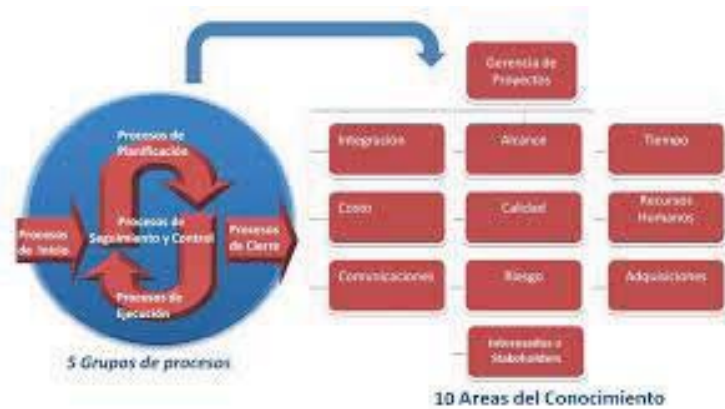 Gerencia de
Proyectos
Procesos de
Planificación
Integración
Alcance
Tiempo
Procesos
de Inicio
Procesos de
Seguimiento y Control
Procesos
de Cierre
Costo
Calidad
Recursos
Humanos
Procesos de
Ejecución
Comunicaciones
Riesgo
Adquisiciones
Interesados o
Stakeholders
5 Grupos de procesos
10 Areas del Conocimiento